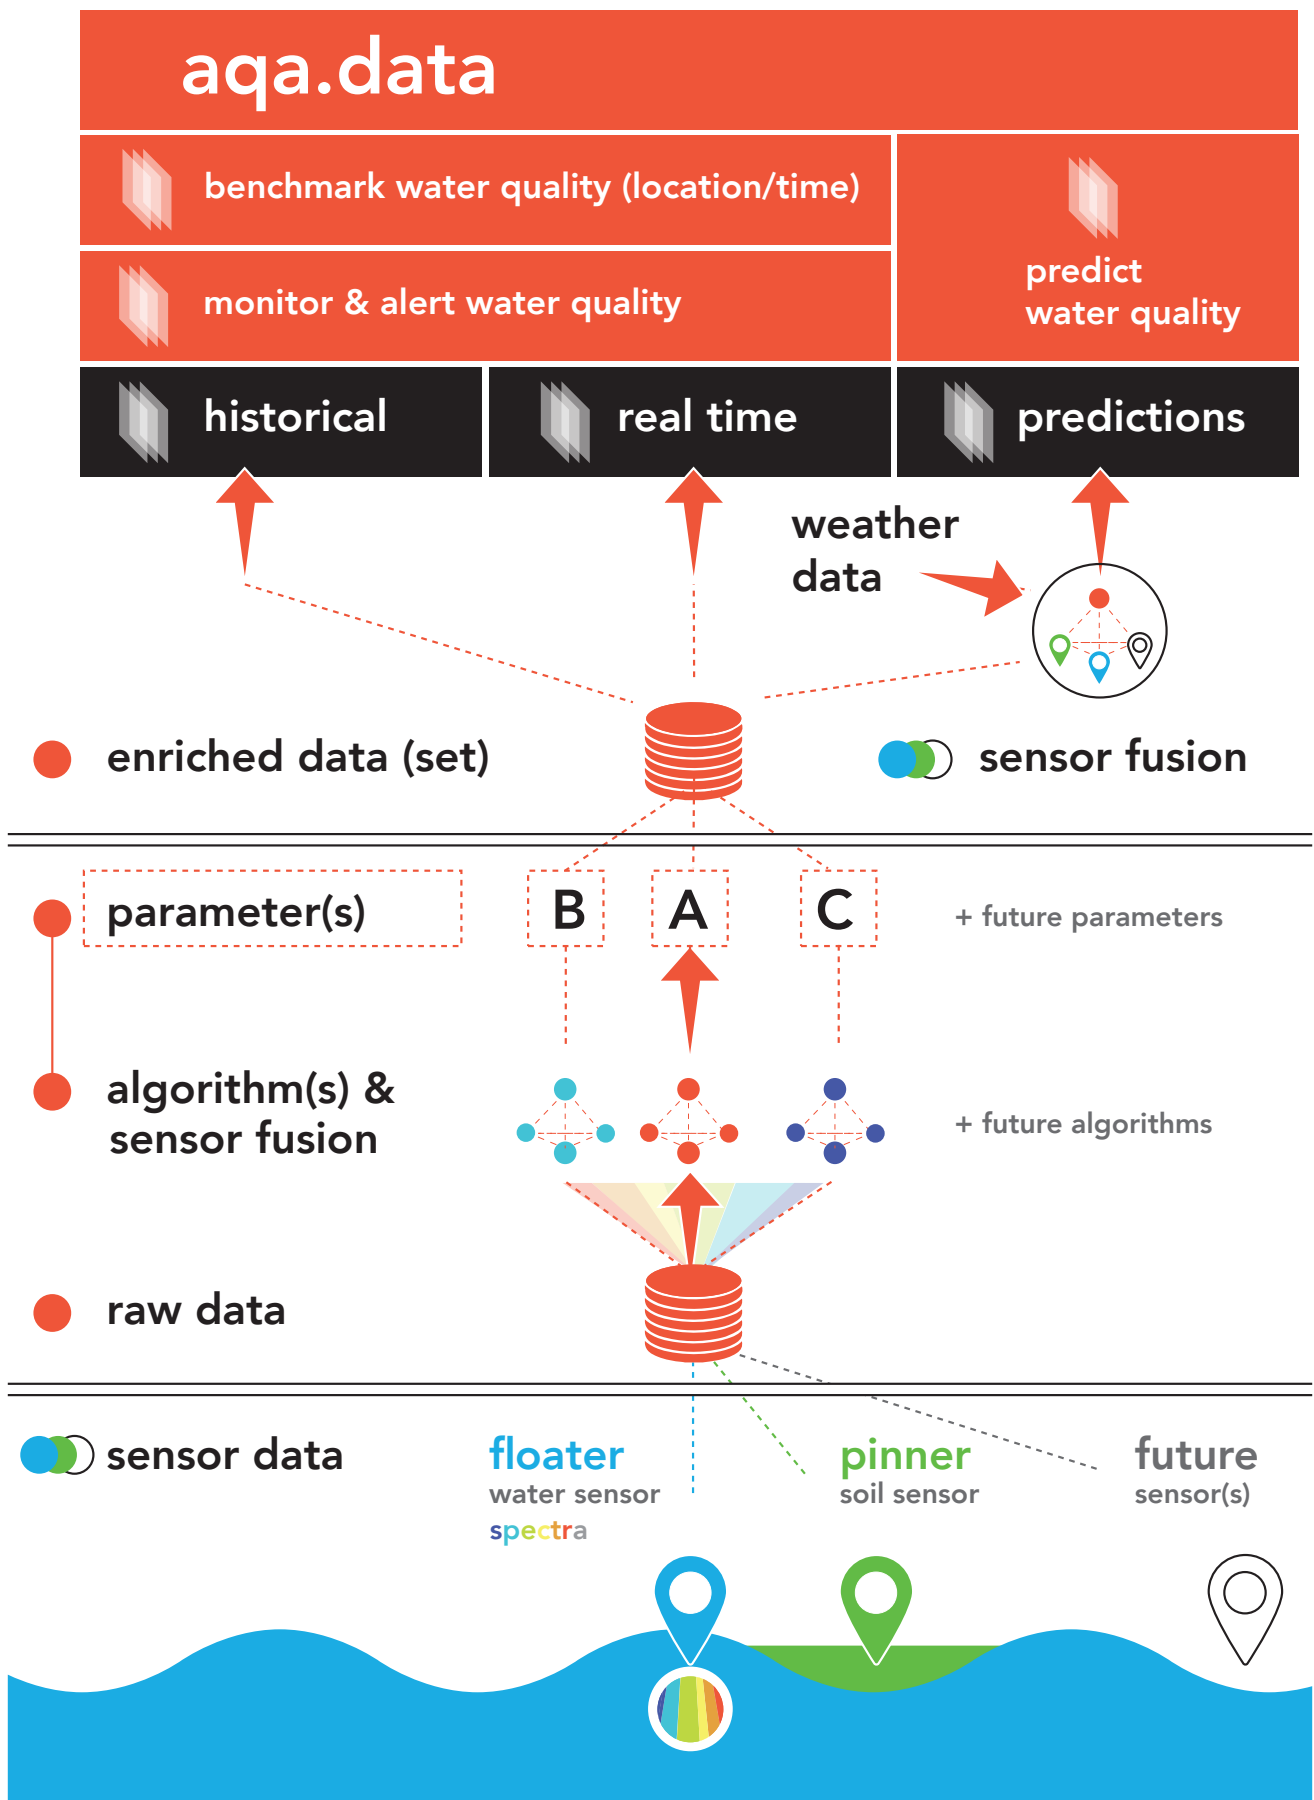 aqa.data
benchmark water quality (location/time)
monitor & alert water quality
predict
water quality
historical
real time
predictions
weather
data
enriched data (set)
sensor fusion
parameter(s)
B
A
C
+ future parameters
algorithm(s) &
sensor fusion
+ future algorithms
raw data
sensor data
floater
water sensor
spectra
pinner
soil sensor
future
sensor(s)